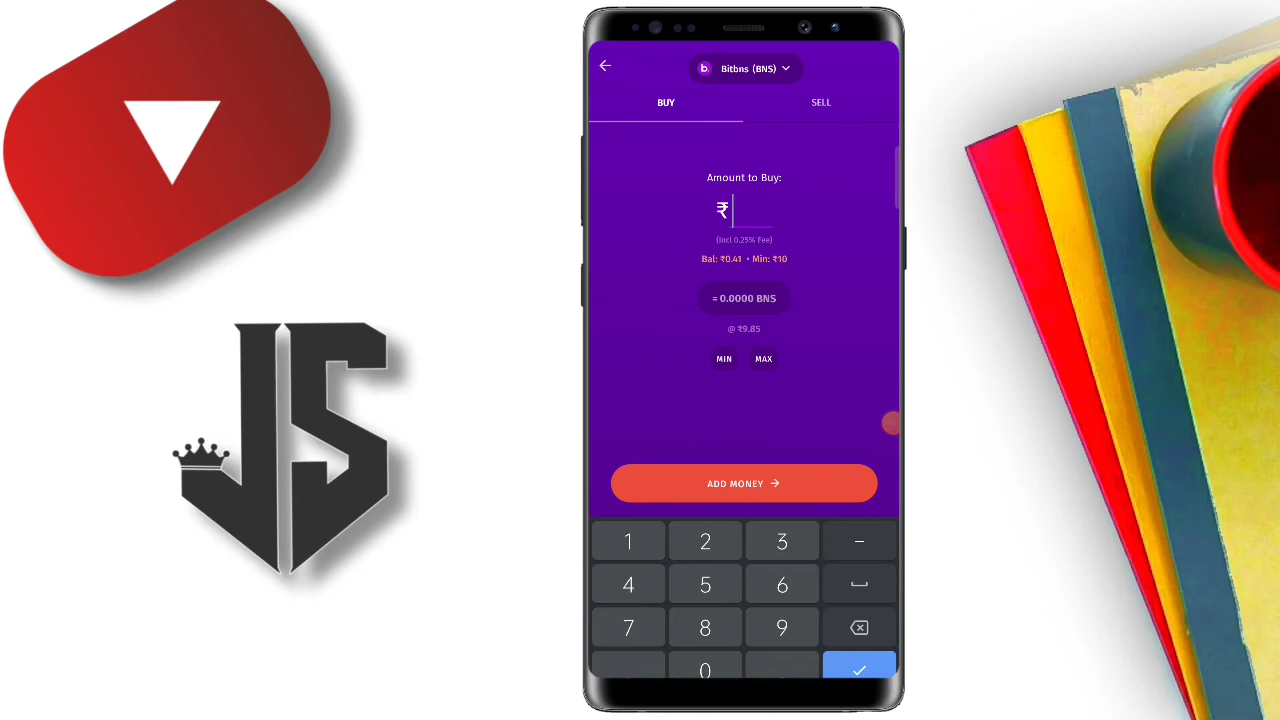 JS
b. Bitbns (BNS)
BUY SELL
Amount to Buy:
₹
(Incl 0.25% Fee)
Bal: ₹0.41 • Min: ₹10
= 0.0000 BNS
@ ₹9.85
MIN MAX
ADD MONEY →
1 2 3 -
4 5 6
7 8 9
0